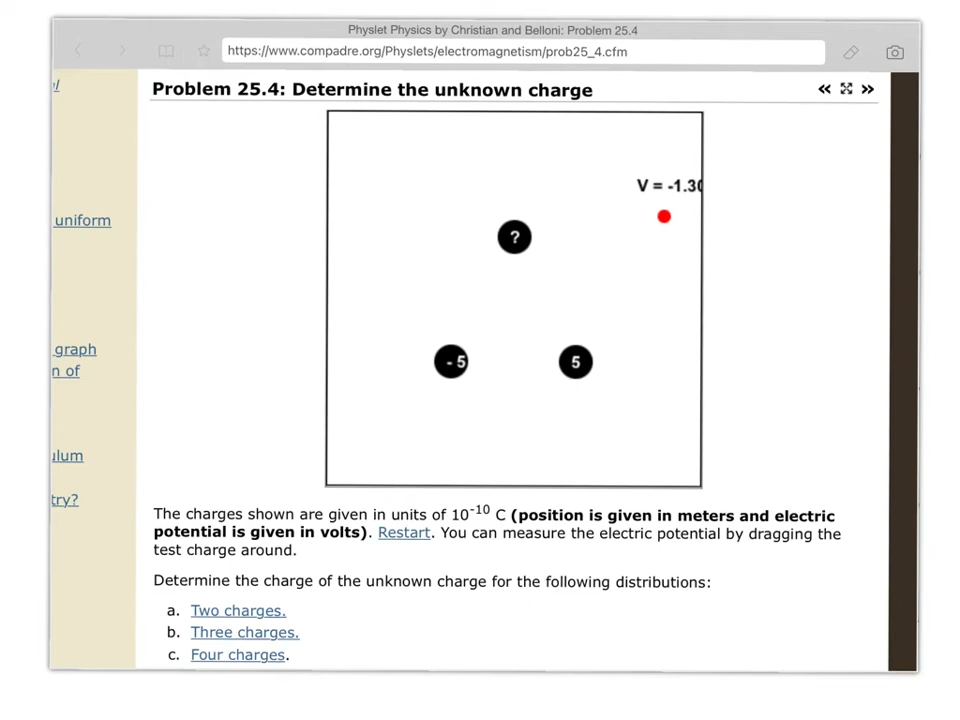 Physlet Physics by Christian and Belloni: Problem 25.4
https://www.compadre.org/Physlets/electromagnetism/prob25_4.cfm
Problem 25.4: Determine the unknown charge
« »
V = -1.30
uniform
?
graph
n of
- 5 5
ulum
try?
The charges shown are given in units of 10⁻¹⁰ C (position is given in meters and electric
potential is given in volts). Restart. You can measure the electric potential by dragging the
test charge around.
Determine the charge of the unknown charge for the following distributions:
a. Two charges.
b. Three charges.
c. Four charges.